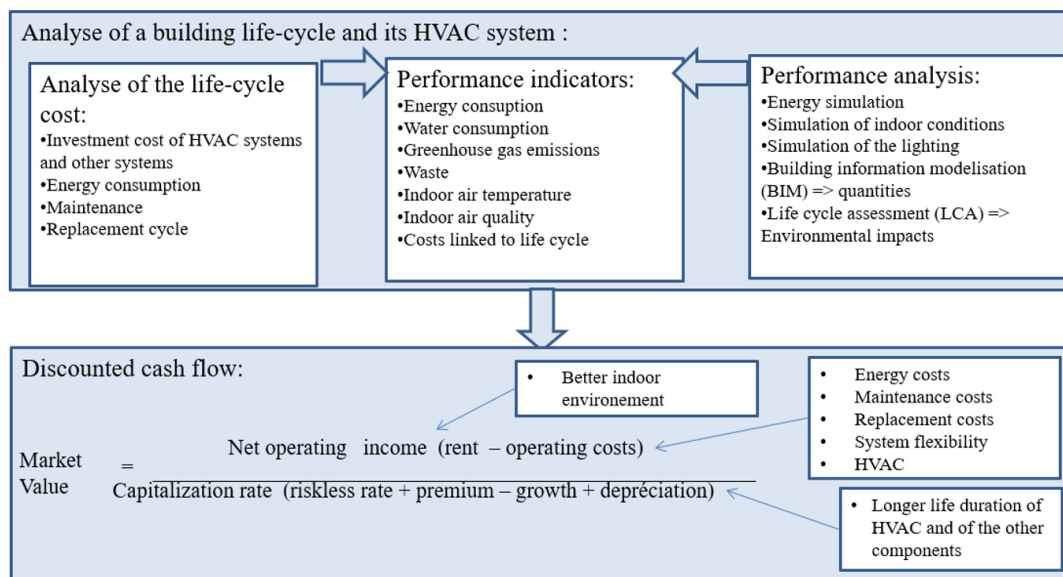 Analyse of a building life-cycle and its HVAC system :
Analyse of the life-cycle
cost:
•Investment cost of HVAC systems
and other systems
•Energy consumption
•Maintenance
•Replacement cycle
Performance indicators:
•Energy consuption
•Water consumption
•Greenhouse gas emissions
•Waste
•Indoor air temperature
•Indoor air quality
•Costs linked to life cycle
Performance analysis:
•Energy simulation
•Simulation of indoor conditions
•Simulation of the lighting
•Building information modelisation
(BIM) => quantities
•Life cycle assessment (LCA) =>
Environmental impacts
Discounted cash flow:
• Better indoor
environement
• Energy costs
• Maintenance costs
• Replacement costs
• System flexibility
• HVAC
Market
Value
=
Net operating income (rent – operating costs)
Capitalization rate (riskless rate + premium – growth + dépréciation)
• Longer life duration of
HVAC and of the other
components